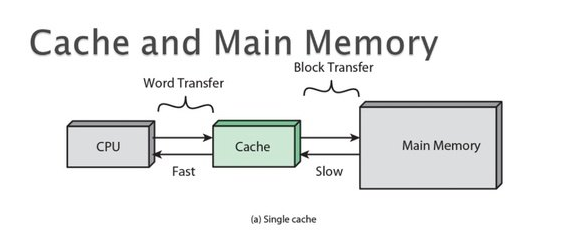 Cache and Main Memory
Block Transfer
Word Transfer
CPU
Cache
Main Memory
Fast
Slow
(a) Single cache